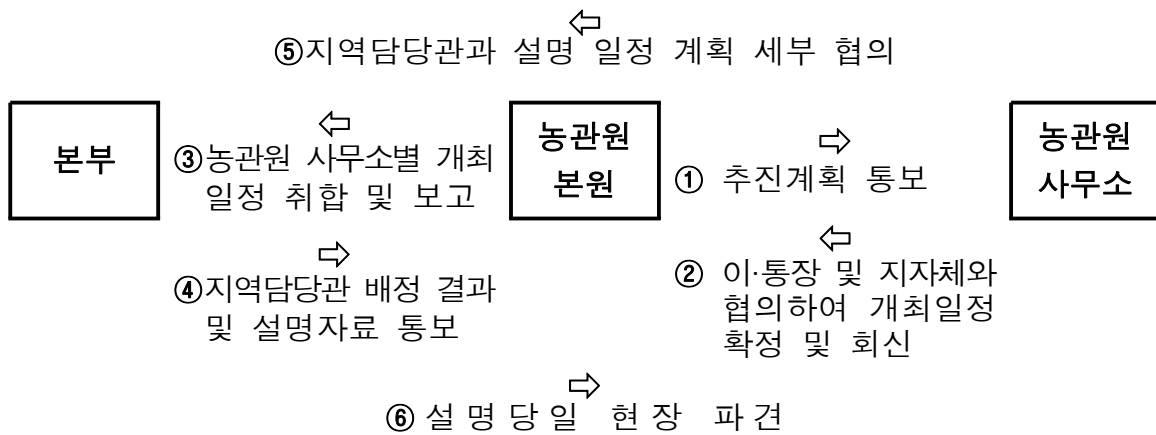 ⇦
⑤지역담당관과 설명 일정 계획 세부 협의
본부
⇦
③농관원 사무소별 개최
일정 취합 및 보고
⇨
④지역담당관 배정 결과
및 설명자료 통보
농관원
본원
⇨
① 추진계획 통보
⇦
② 이·통장 및 지자체와
협의하여 개최일정
확정 및 회신
농관원
사무소
⇨
⑥ 설명당일 현장 파견